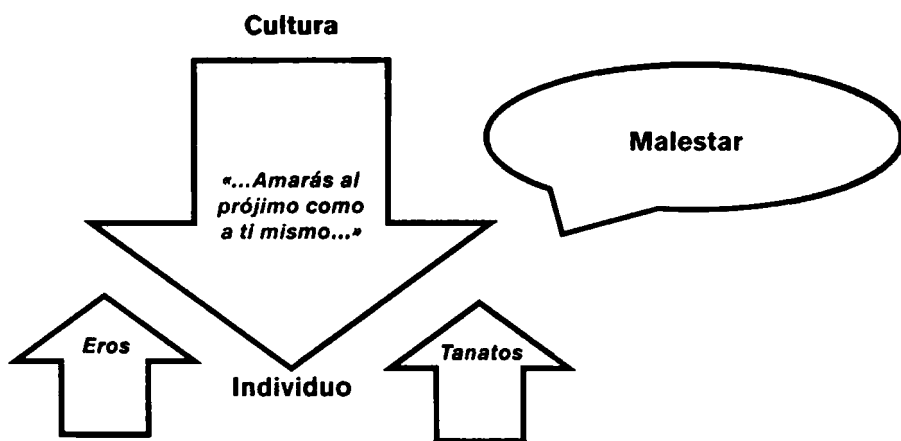 Cultura
«...Amarás al
prójimo como
a ti mismo...»
Malestar
Eros
Tanatos
Individuo